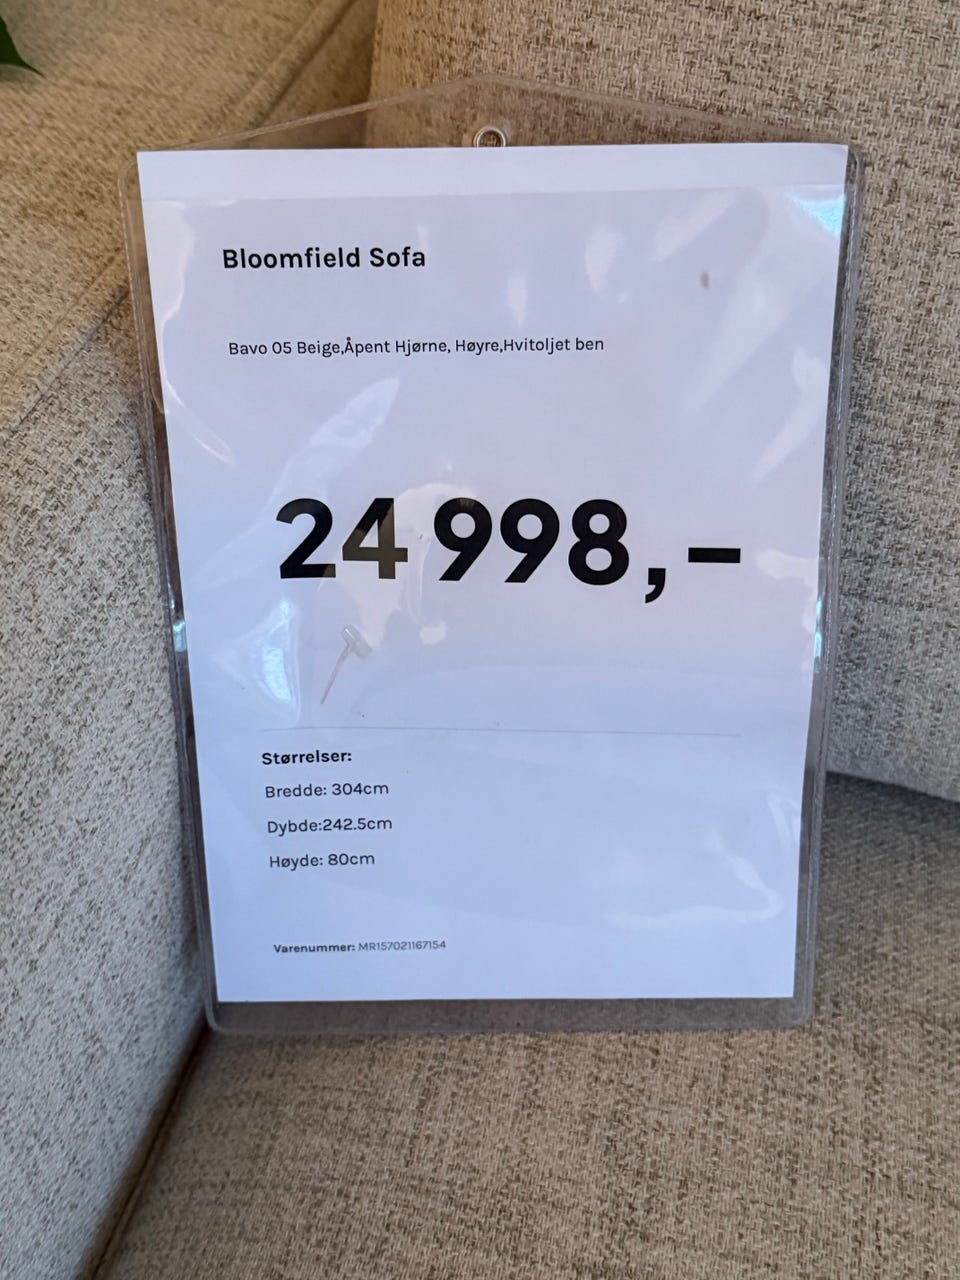 Bloomfield Sofa
Bavo 05 Beige,Åpent Hjørne, Høyre,Hvitoljet ben
24 998,–
Størrelser:
Bredde: 304cm
Dybde:242.5cm
Høyde: 80cm
Varenummer: MR157021167154